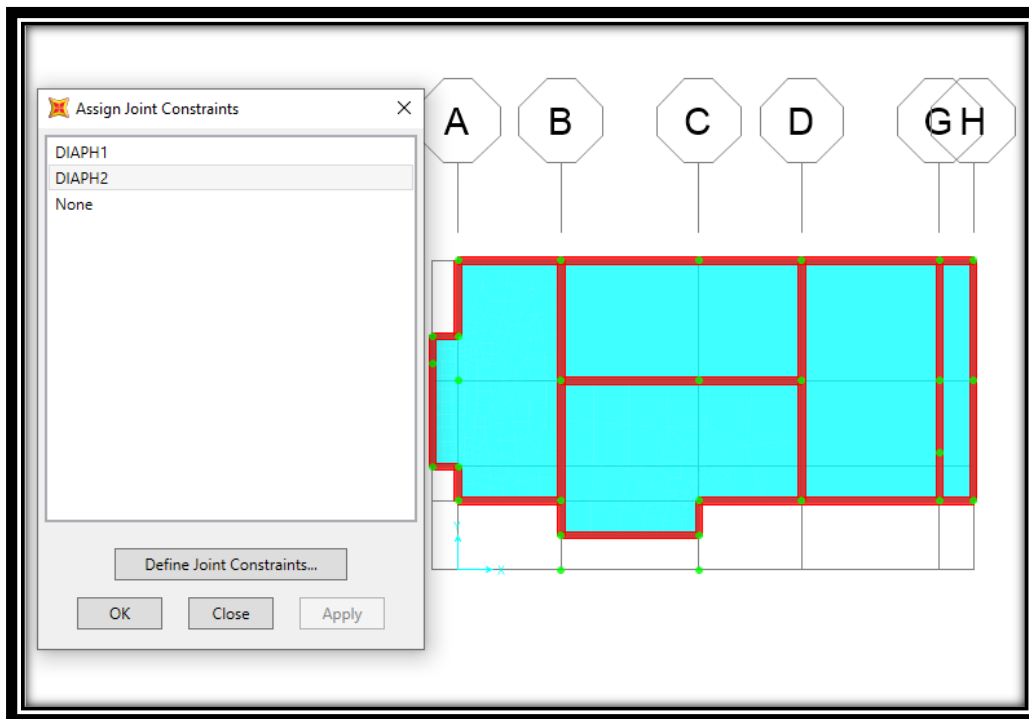 Assign Joint Constraints
DIAPH1
DIAPH2
None
Define Joint Constraints...
OK Close Apply
A B C D G H
Y
X